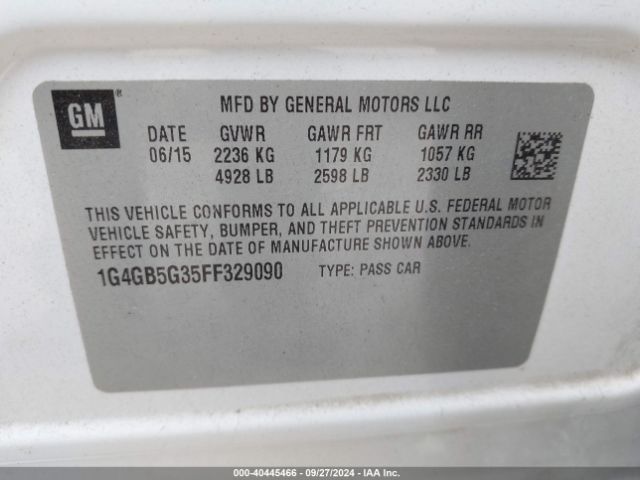 GM®
MFD BY GENERAL MOTORS LLC
DATE GVWR GAWR FRT GAWR RR
06/15 2236 KG 1179 KG 1057 KG
4928 LB 2598 LB 2330 LB
THIS VEHICLE CONFORMS TO ALL APPLICABLE U.S. FEDERAL MOTOR
VEHICLE SAFETY, BUMPER, AND THEFT PREVENTION STANDARDS IN
EFFECT ON THE DATE OF MANUFACTURE SHOWN ABOVE.
1G4GB5G35FF329090 TYPE: PASS CAR
000-40445466 - 09/27/2024 - IAA Inc.